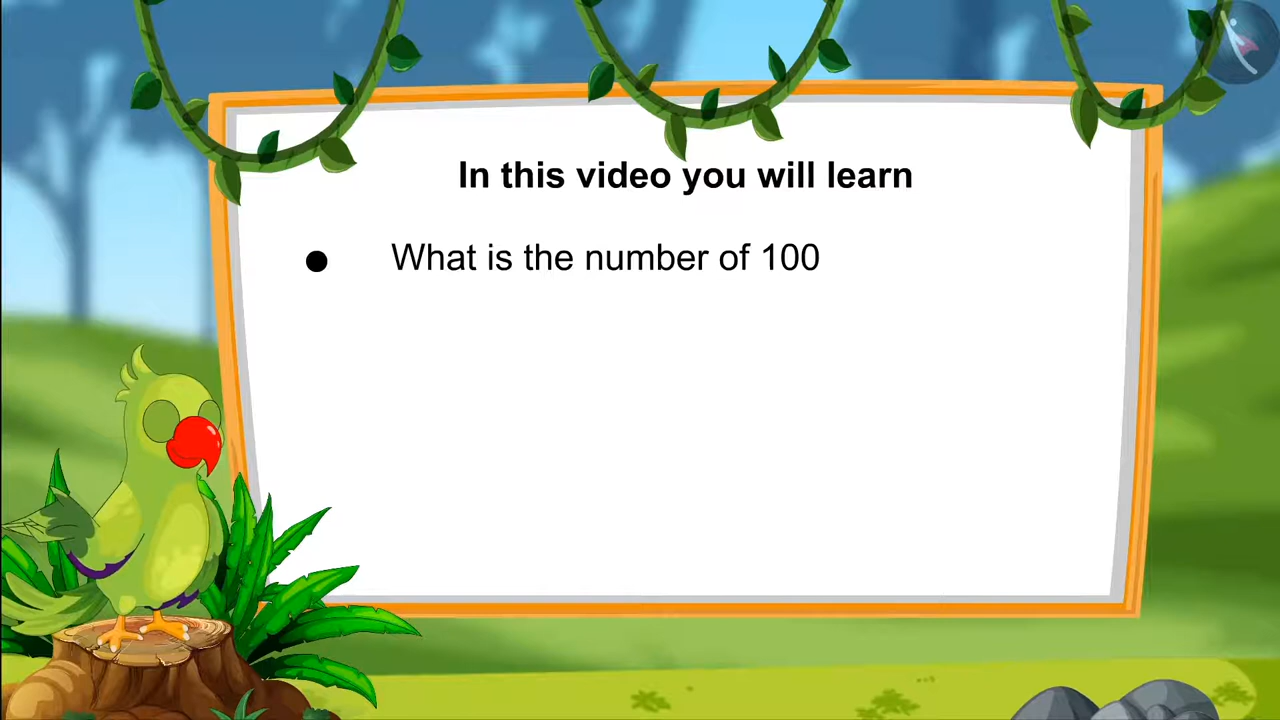 In this video you will learn
● What is the number of 100